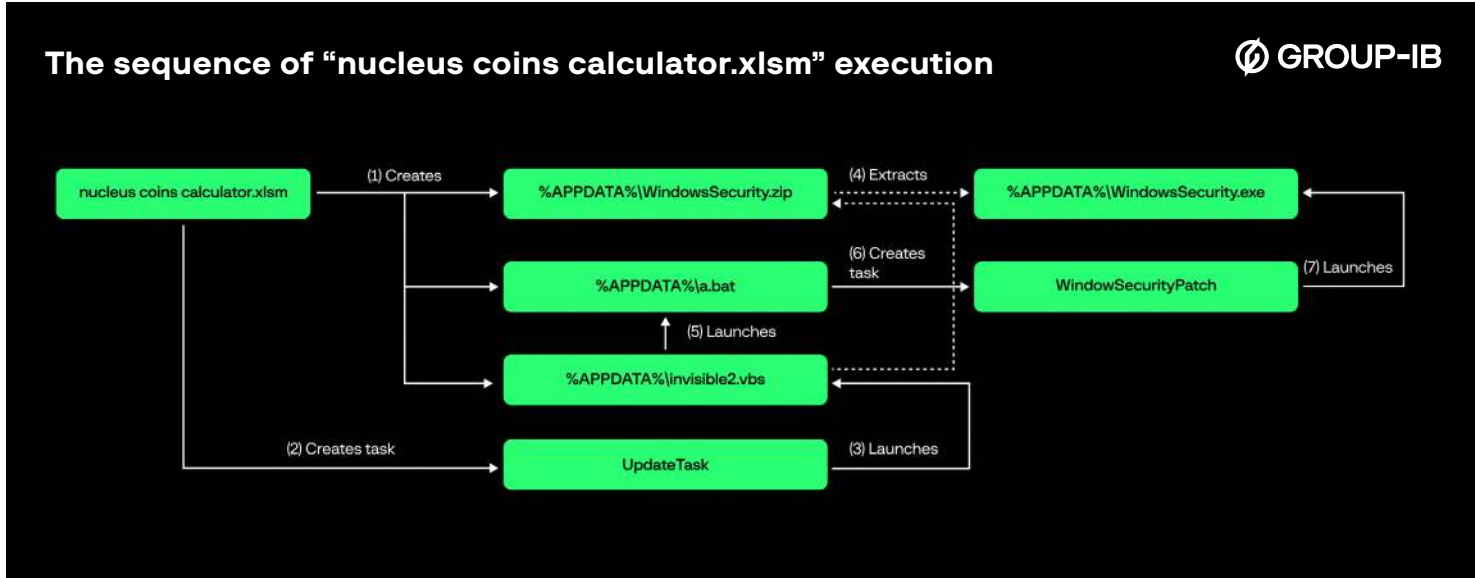 The sequence of “nucleus coins calculator.xlsm” execution
GROUP-IB
nucleus coins calculator.xlsm
(1) Creates
%APPDATA%\WindowsSecurity.zip
(4) Extracts
%APPDATA%\WindowsSecurity.exe
%APPDATA%\a.bat
(6) Creates
task
WindowSecurityPatch
(7) Launches
(5) Launches
%APPDATA%\invisible2.vbs
(2) Creates task
UpdateTask
(3) Launches